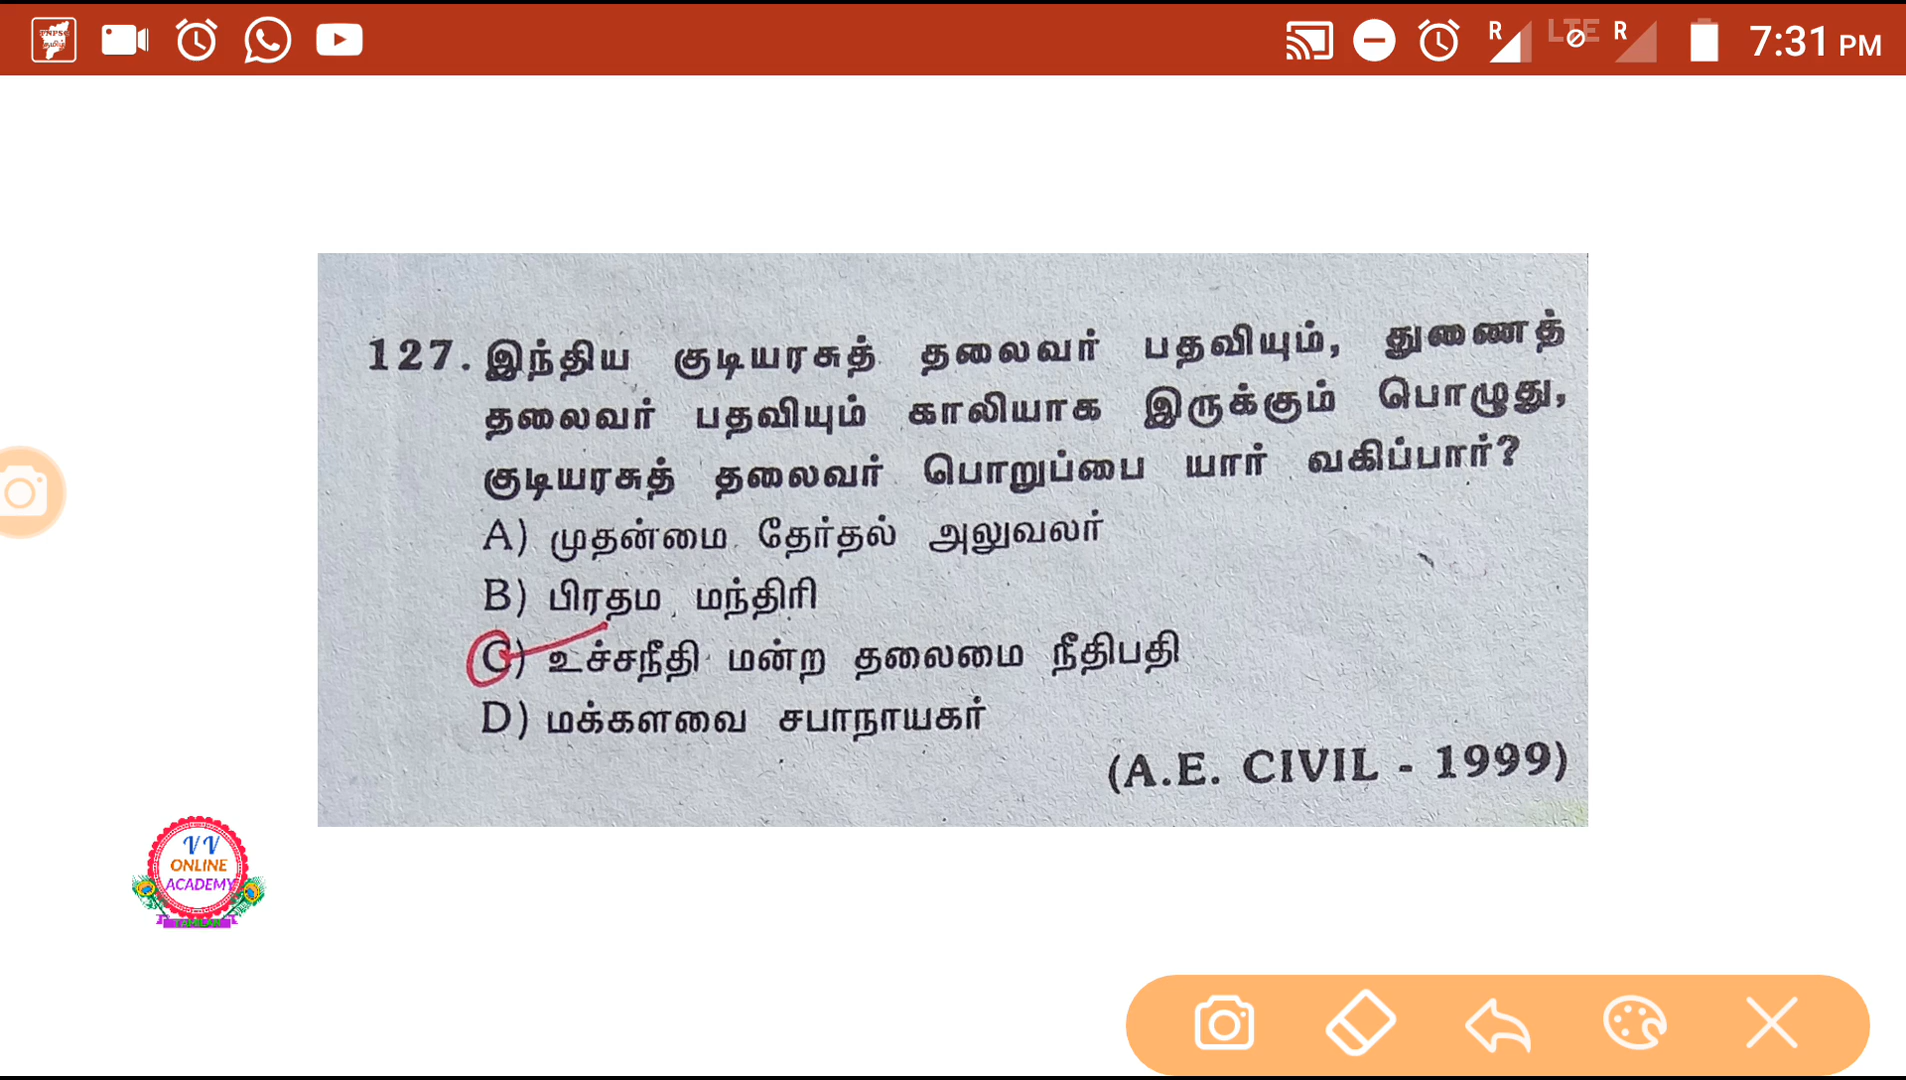 7:31 PM
127. இந்திய குடியரசுத் தலைவர் பதவியும், துணைத்
தலைவர் பதவியும் காலியாக இருக்கும் பொழுது,
குடியரசுத் தலைவர் பொறுப்பை யார் வகிப்பார்?
A) முதன்மை தேர்தல் அலுவலர்
B) பிரதம மந்திரி
C) உச்சநீதி மன்ற தலைமை நீதிபதி
D) மக்களவை சபாநாயகர்
(A.E. CIVIL - 1999)
VV
ONLINE
ACADEMY